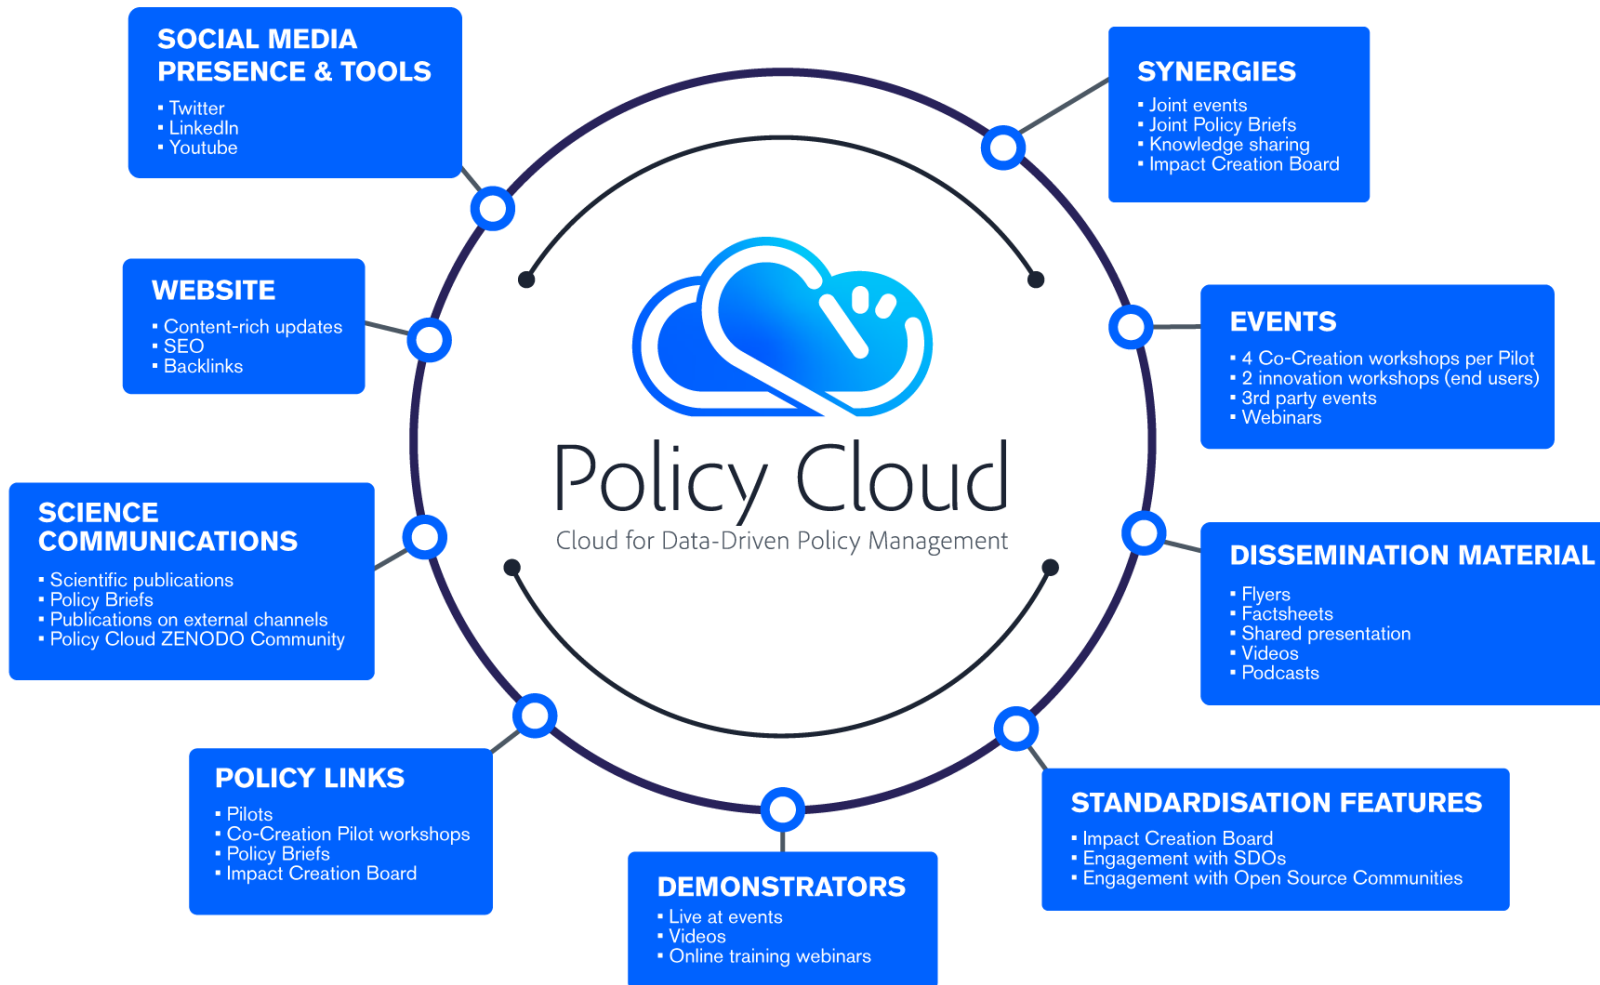 SOCIAL MEDIA
PRESENCE & TOOLS
▪ Twitter
▪ LinkedIn
▪ Youtube
SYNERGIES
▪ Joint events
▪ Joint Policy Briefs
▪ Knowledge sharing
▪ Impact Creation Board
WEBSITE
▪ Content-rich updates
▪ SEO
▪ Backlinks
EVENTS
▪ 4 Co-Creation workshops per Pilot
▪ 2 innovation workshops (end users)
▪ 3rd party events
▪ Webinars
Policy Cloud
Cloud for Data-Driven Policy Management
SCIENCE
COMMUNICATIONS
▪ Scientific publications
▪ Policy Briefs
▪ Publications on external channels
▪ Policy Cloud ZENODO Community
DISSEMINATION MATERIAL
▪ Flyers
▪ Factsheets
▪ Shared presentation
▪ Videos
▪ Podcasts
POLICY LINKS
▪ Pilots
▪ Co-Creation Pilot workshops
▪ Policy Briefs
▪ Impact Creation Board
STANDARDISATION FEATURES
▪ Impact Creation Board
▪ Engagement with SDOs
▪ Engagement with Open Source Communities
DEMONSTRATORS
▪ Live at events
▪ Videos
▪ Online training webinars